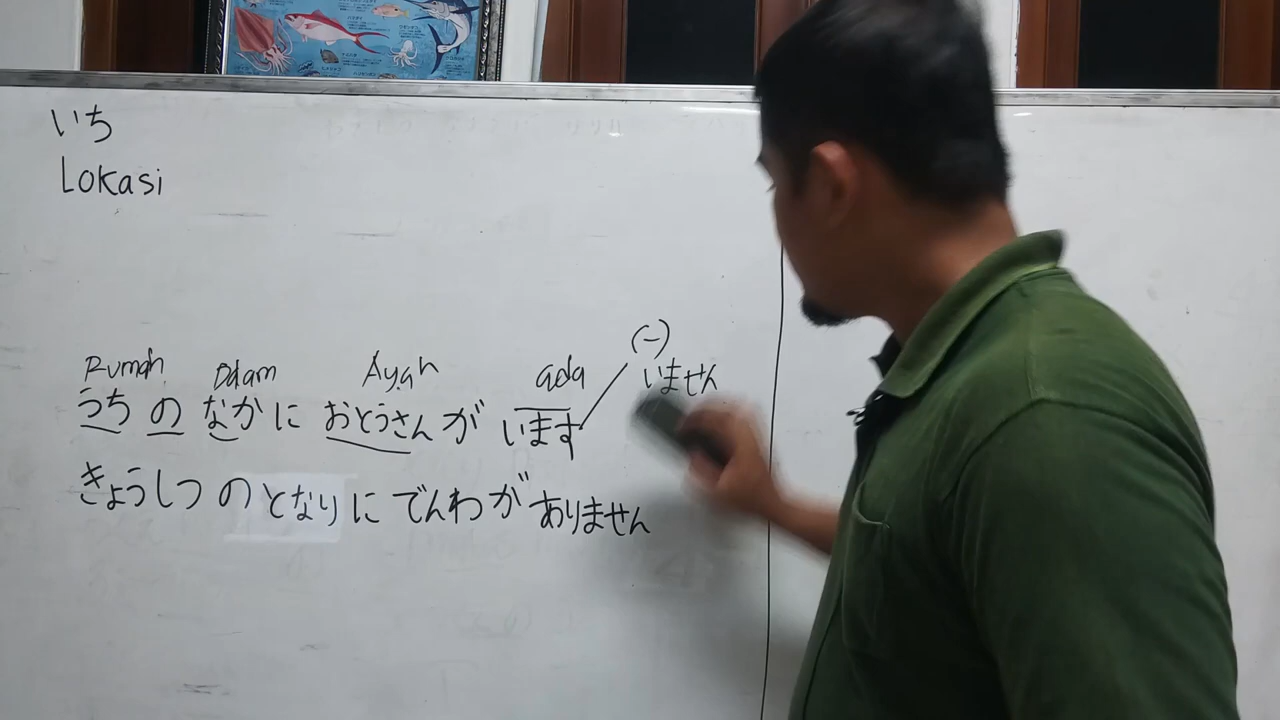 いち
Lokasi
Rumah Dalam Ayah ada (-) いません
うち の なか に おとうさん が います
きょうしつ の となり に でんわ が ありません